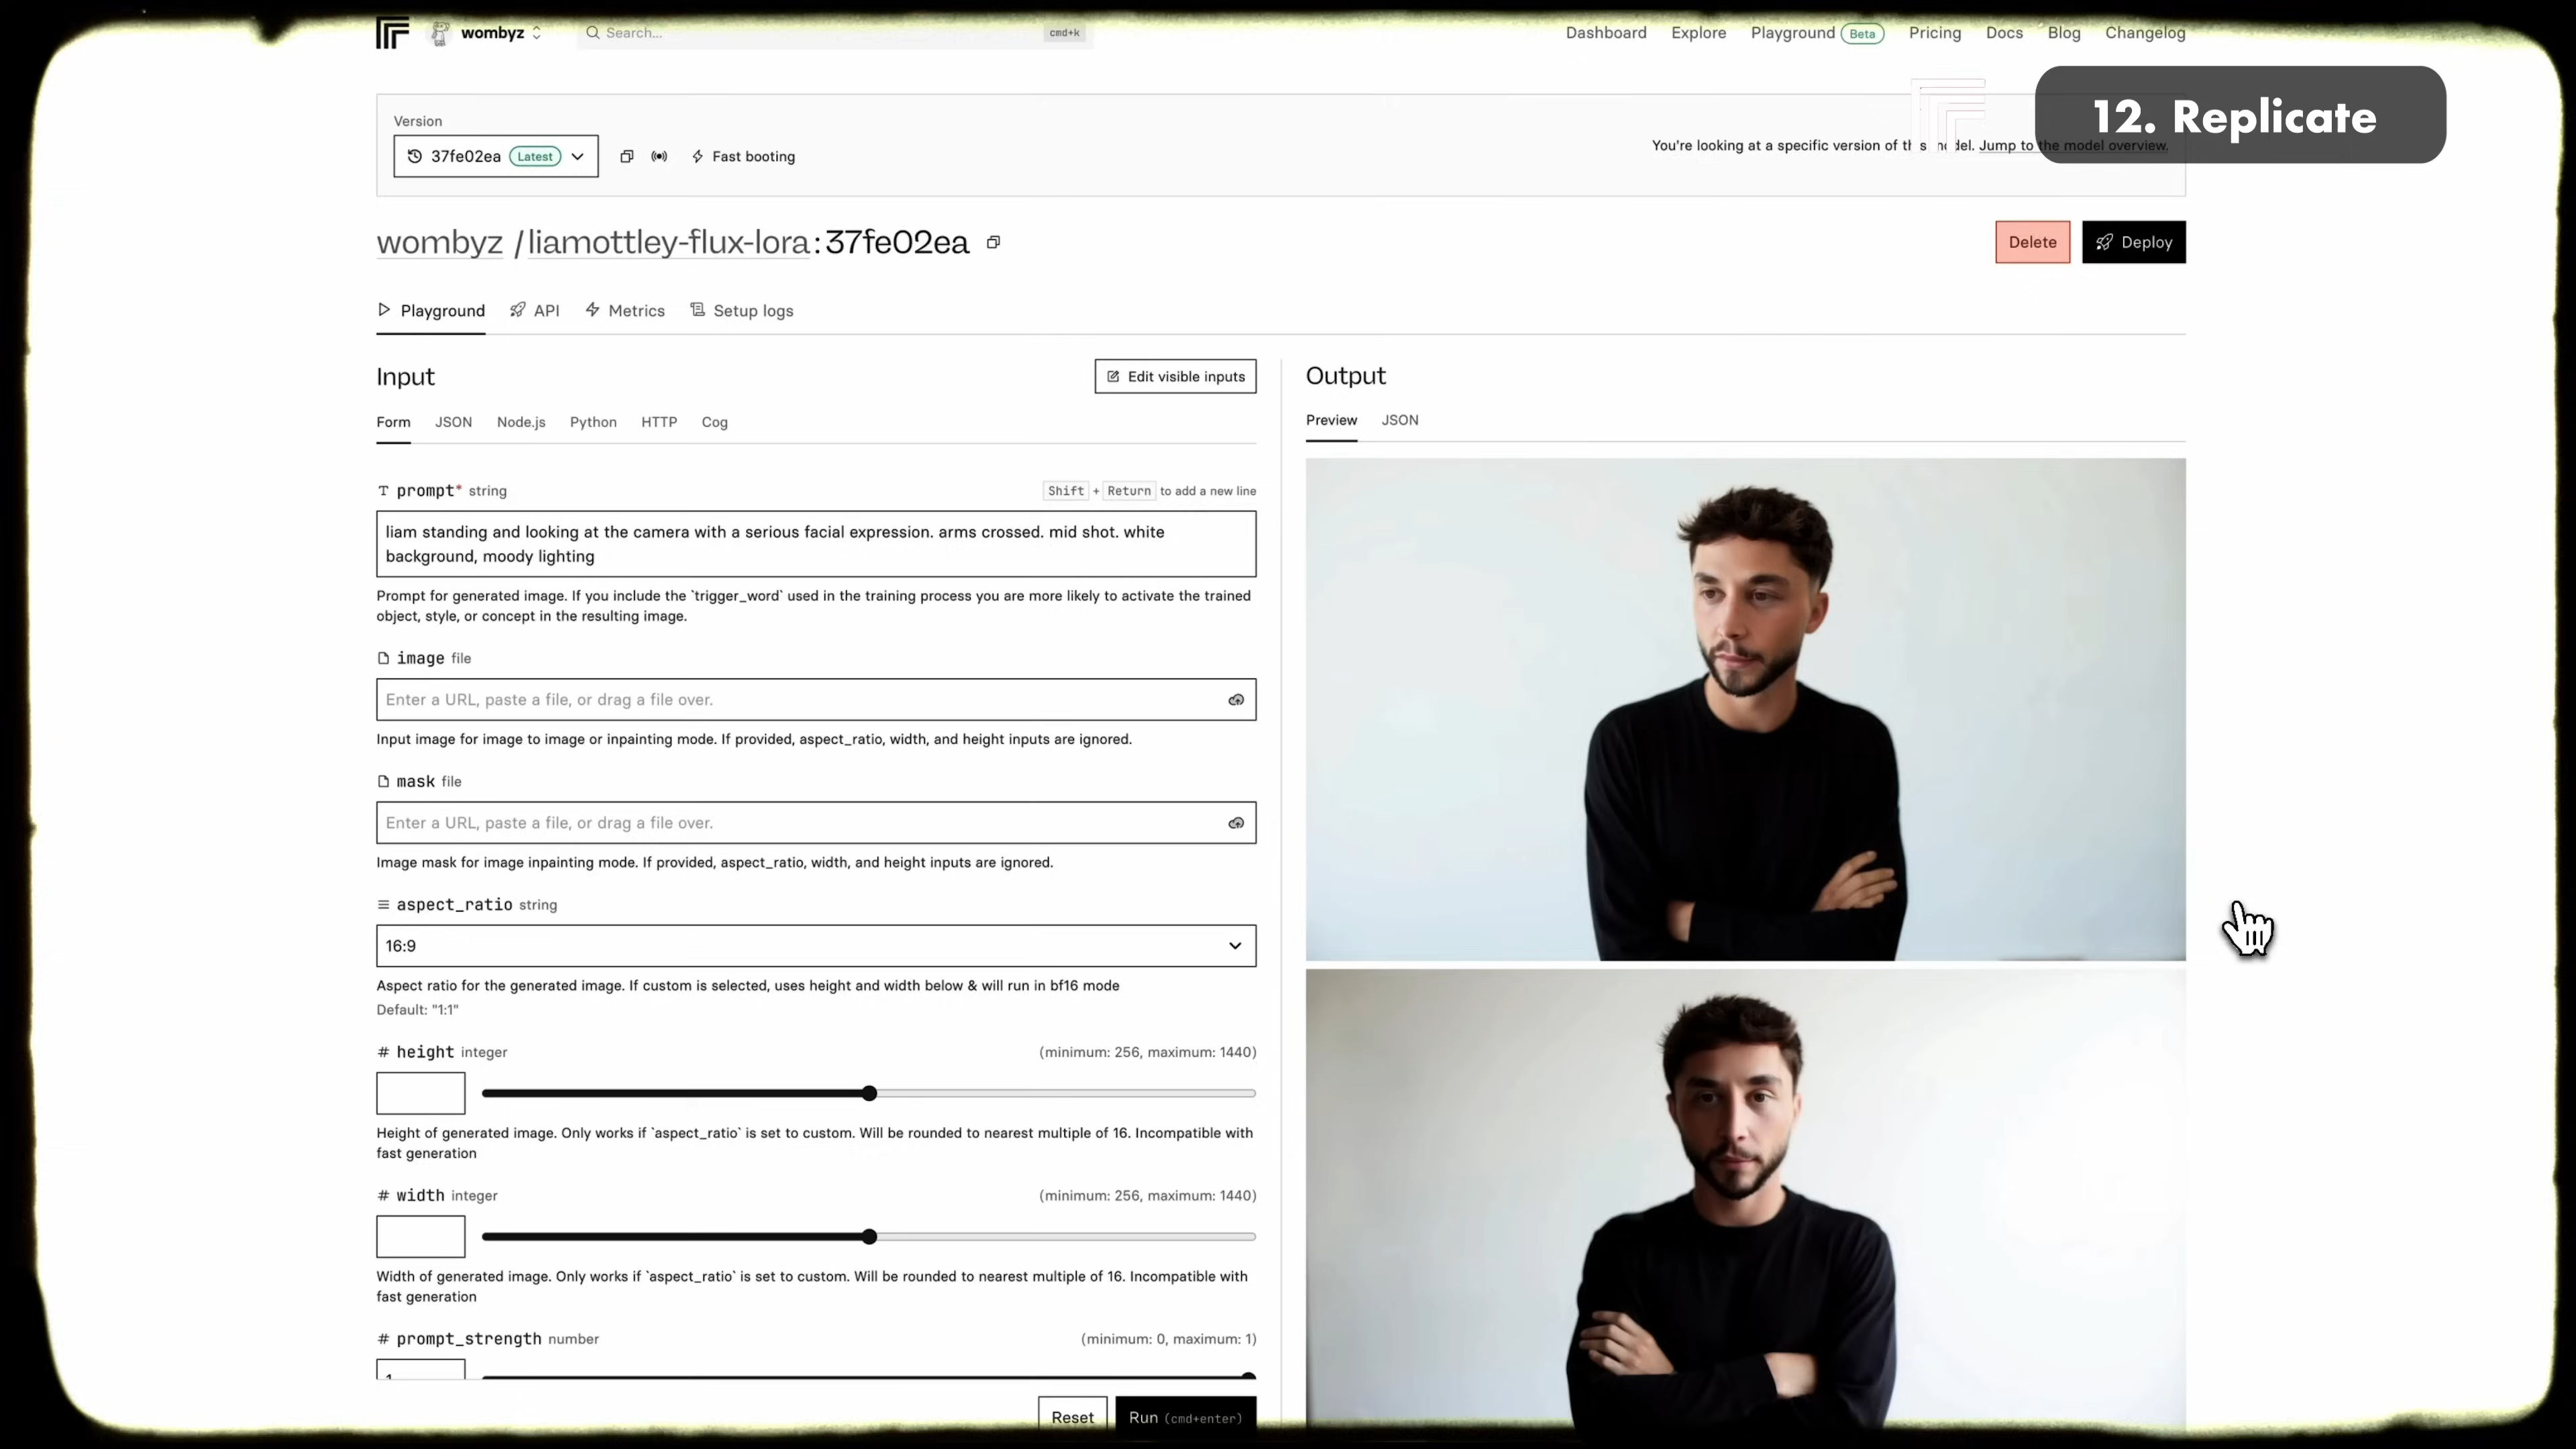 wombyz
Search...
cmd+k
Dashboard
Explore
Playground Beta
Pricing
Docs
Blog
Changelog
12. Replicate
Version
37fe02ea Latest
Fast booting
You're looking at a specific version of this model. Jump to the model overview.
wombyz /liamottley-flux-lora:37fe02ea
Delete
Deploy
Playground
API
Metrics
Setup logs
Input
Edit visible inputs
Form
JSON
Node.js
Python
HTTP
Cog
prompt* string
Shift + Return to add a new line
liam standing and looking at the camera with a serious facial expression. arms crossed. mid shot. white
background, moody lighting
Prompt for generated image. If you include the `trigger_word` used in the training process you are more likely to activate the trained
object, style, or concept in the resulting image.
image file
Enter a URL, paste a file, or drag a file over.
Input image for image to image or inpainting mode. If provided, aspect_ratio, width, and height inputs are ignored.
mask file
Enter a URL, paste a file, or drag a file over.
Image mask for image inpainting mode. If provided, aspect_ratio, width, and height inputs are ignored.
aspect_ratio string
16:9
Aspect ratio for the generated image. If custom is selected, uses height and width below & will run in bf16 mode
Default: "1:1"
# height integer
(minimum: 256, maximum: 1440)
Height of generated image. Only works if `aspect_ratio` is set to custom. Will be rounded to nearest multiple of 16. Incompatible with
fast generation
# width integer
(minimum: 256, maximum: 1440)
Width of generated image. Only works if `aspect_ratio` is set to custom. Will be rounded to nearest multiple of 16. Incompatible with
fast generation
# prompt_strength number
(minimum: 0, maximum: 1)
1
Reset
Run (cmd+enter)
Output
Preview
JSON